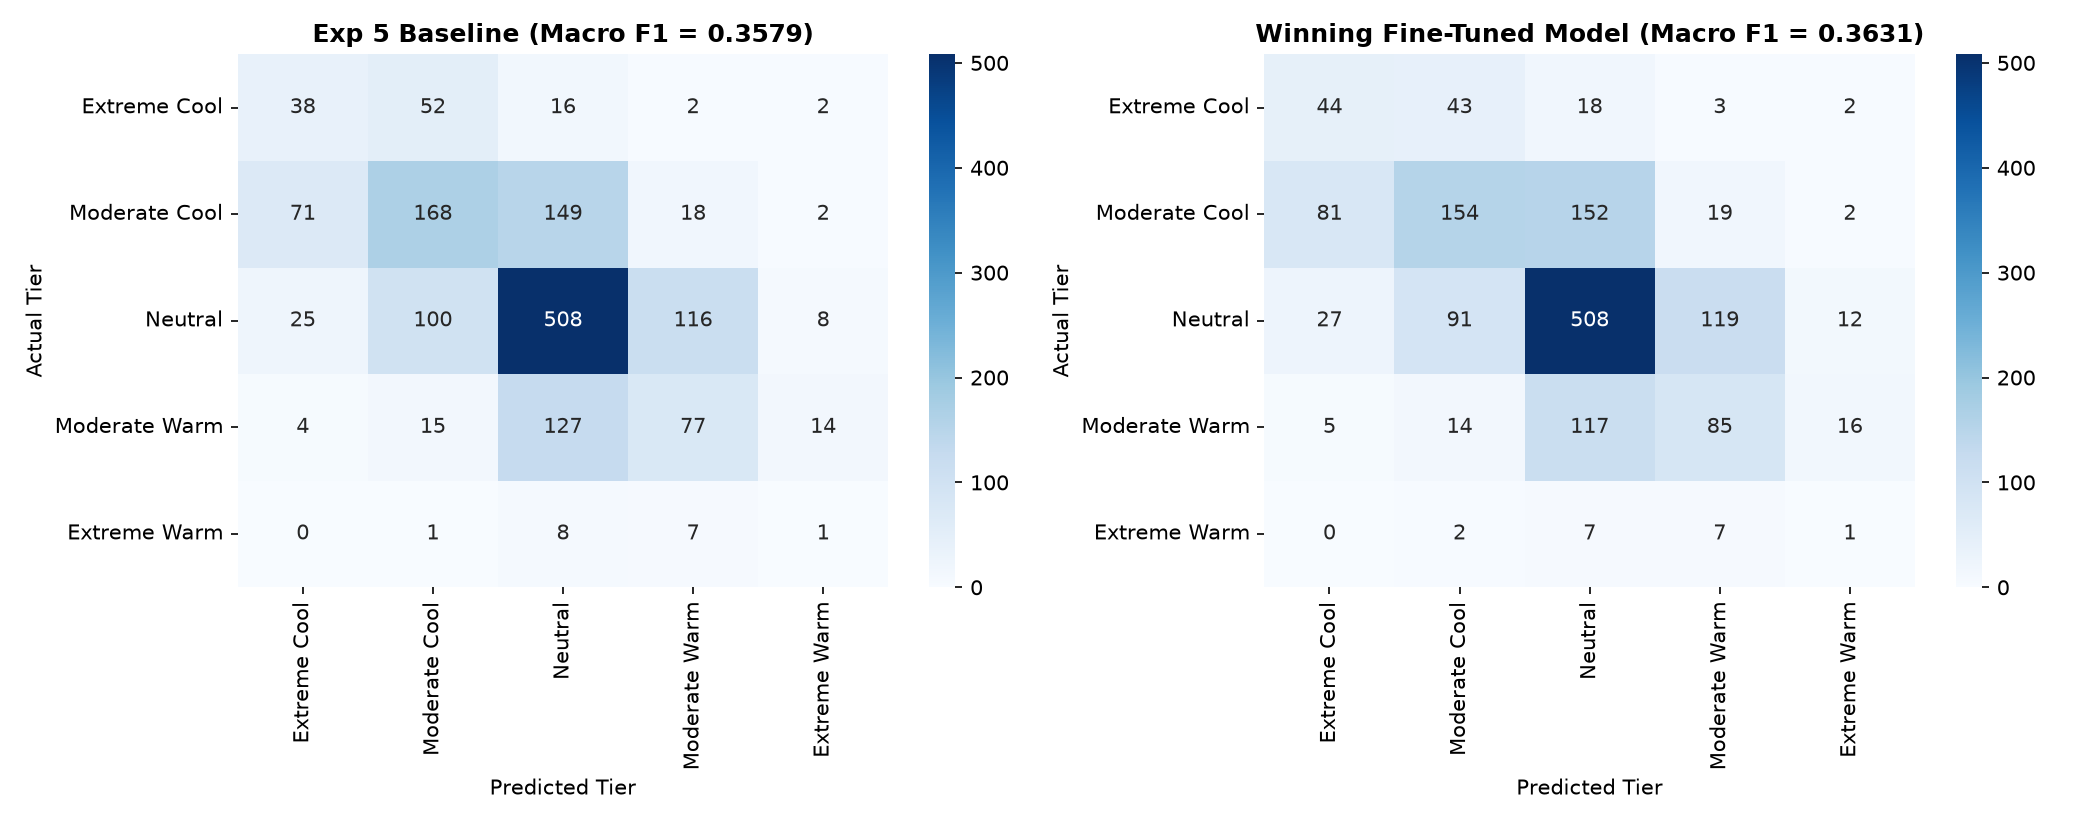 Exp 5 Baseline (Macro F1 = 0.3579)
Actual Tier
Extreme Cool 38 52 16 2 2
Moderate Cool 71 168 149 18 2
Neutral 25 100 508 116 8
Moderate Warm 4 15 127 77 14
Extreme Warm 0 1 8 7 1
Extreme Cool
Moderate Cool
Neutral
Moderate Warm
Extreme Warm
Predicted Tier
500
400
300
200
100
0
Winning Fine-Tuned Model (Macro F1 = 0.3631)
Actual Tier
Extreme Cool 44 43 18 3 2
Moderate Cool 81 154 152 19 2
Neutral 27 91 508 119 12
Moderate Warm 5 14 117 85 16
Extreme Warm 0 2 7 7 1
Extreme Cool
Moderate Cool
Neutral
Moderate Warm
Extreme Warm
Predicted Tier
500
400
300
200
100
0